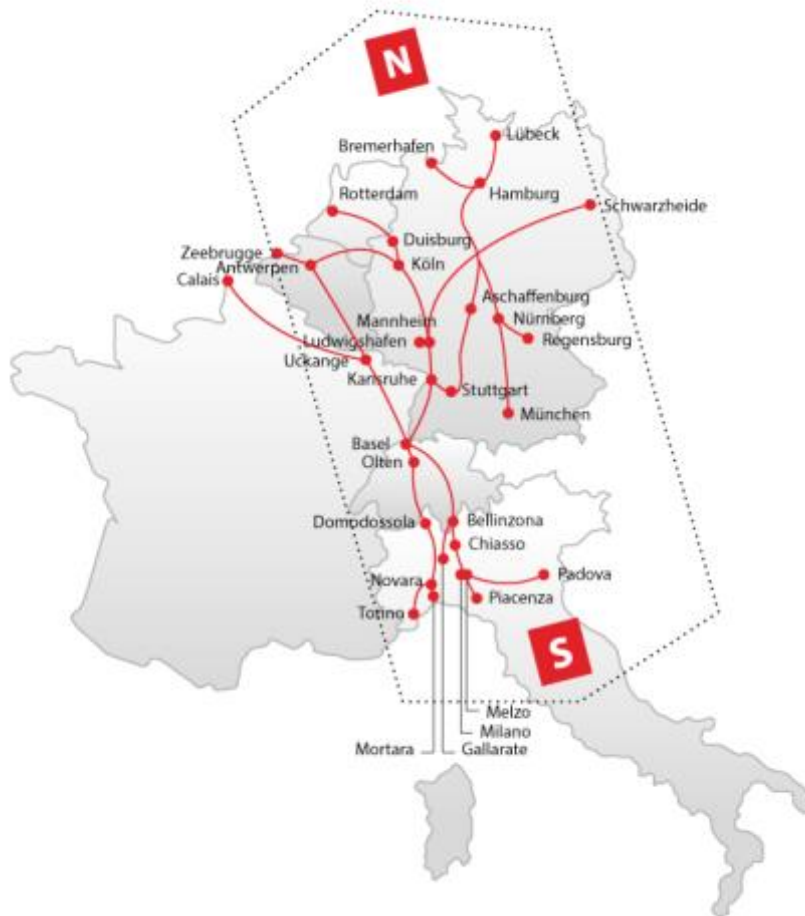 N
Lübeck
Bremerhafen
Hamburg
Rotterdam
Schwarzheide
Duisburg
Zeebrugge
Antwerpen
Köln
Calais
Aschaffenburg
Mannheim
Nürnberg
Ludwigshafen
Regensburg
Uckange
Karlsruhe
Stuttgart
München
Basel
Olten
Domodossola
Bellinzona
Chiasso
Novara
Padova
Torino
Piacenza
S
Melzo
Milano
Mortara
Gallarate